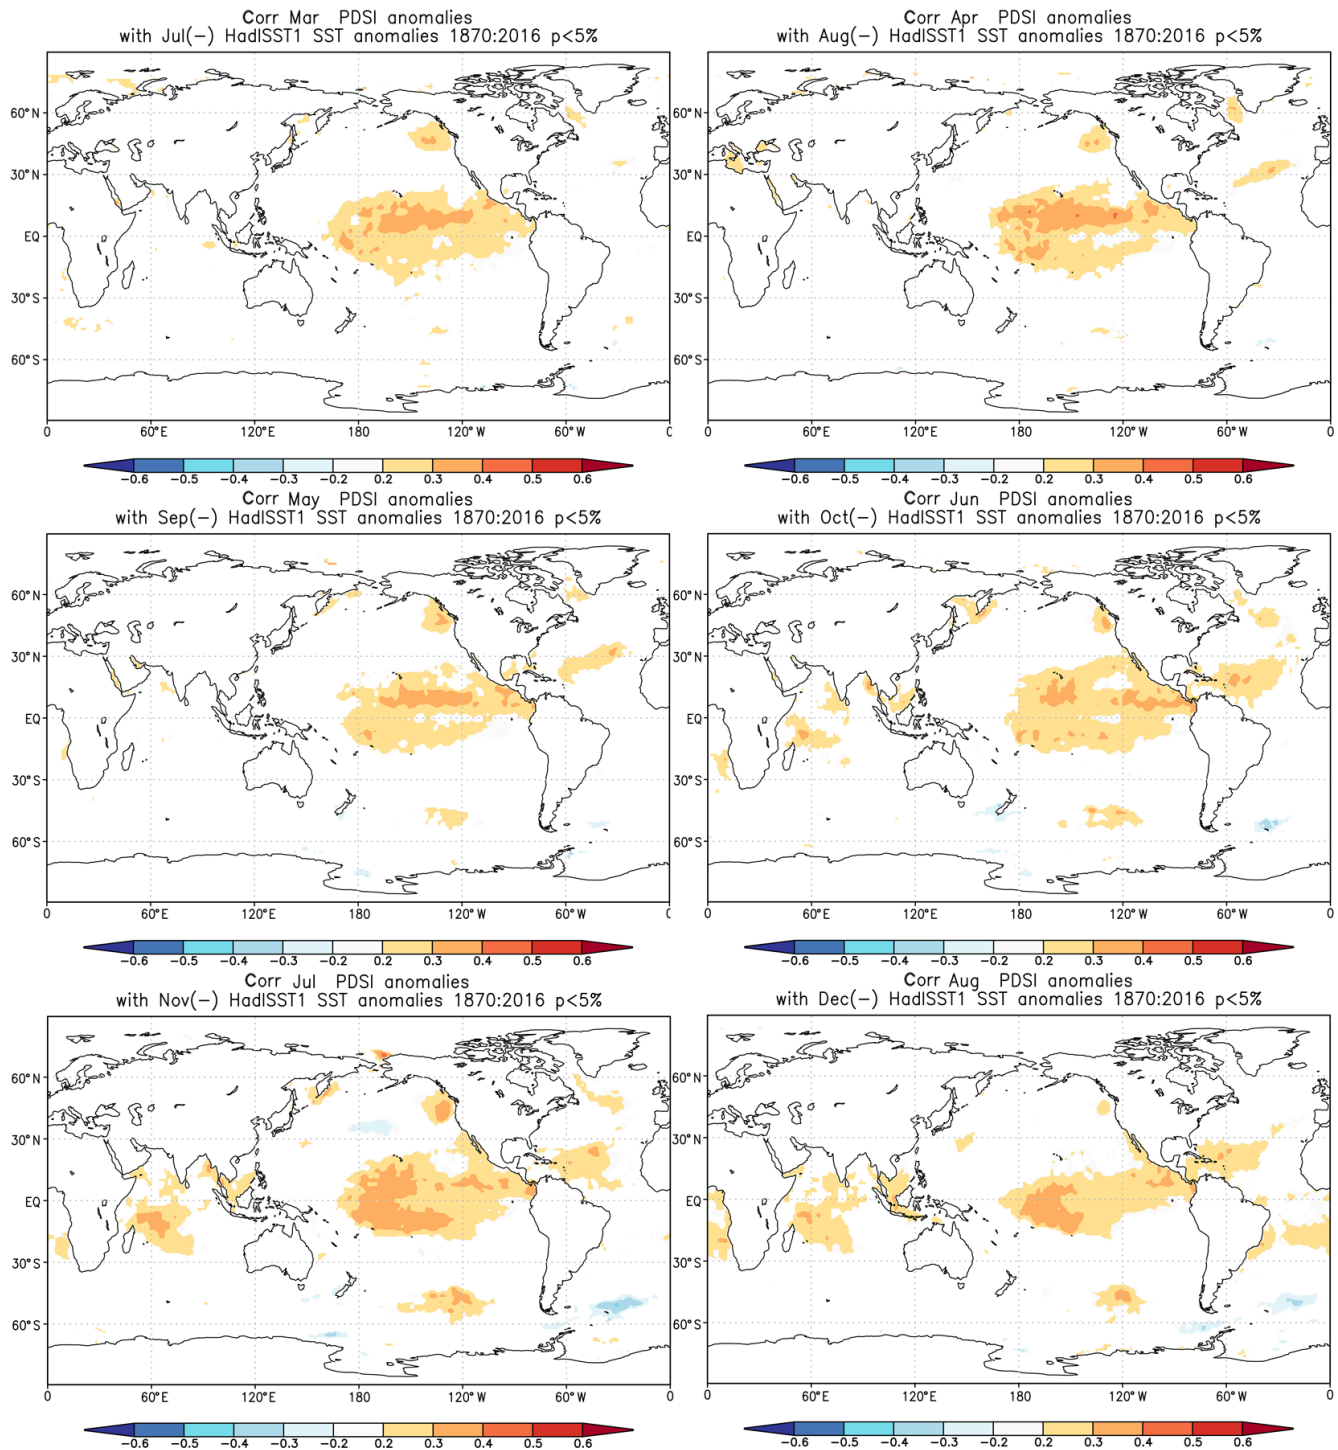 Corr Mar PDSI anomalies
with Jul(−) HadISST1 SST anomalies 1870:2016 p<5%
60°N
30°N
EQ
30°S
60°S
0 60°E 120°E 180 120°W 60°W 0
−0.6 −0.5 −0.4 −0.3 −0.2 0.2 0.3 0.4 0.5 0.6
Corr Apr PDSI anomalies
with Aug(−) HadISST1 SST anomalies 1870:2016 p<5%
60°N
30°N
EQ
30°S
60°S
0 60°E 120°E 180 120°W 60°W 0
−0.6 −0.5 −0.4 −0.3 −0.2 0.2 0.3 0.4 0.5 0.6
Corr May PDSI anomalies
with Sep(−) HadISST1 SST anomalies 1870:2016 p<5%
60°N
30°N
EQ
30°S
60°S
0 60°E 120°E 180 120°W 60°W 0
−0.6 −0.5 −0.4 −0.3 −0.2 0.2 0.3 0.4 0.5 0.6
Corr Jun PDSI anomalies
with Oct(−) HadISST1 SST anomalies 1870:2016 p<5%
60°N
30°N
EQ
30°S
60°S
0 60°E 120°E 180 120°W 60°W 0
−0.6 −0.5 −0.4 −0.3 −0.2 0.2 0.3 0.4 0.5 0.6
Corr Jul PDSI anomalies
with Nov(−) HadISST1 SST anomalies 1870:2016 p<5%
60°N
30°N
EQ
30°S
60°S
0 60°E 120°E 180 120°W 60°W 0
−0.6 −0.5 −0.4 −0.3 −0.2 0.2 0.3 0.4 0.5 0.6
Corr Aug PDSI anomalies
with Dec(−) HadISST1 SST anomalies 1870:2016 p<5%
60°N
30°N
EQ
30°S
60°S
0 60°E 120°E 180 120°W 60°W 0
−0.6 −0.5 −0.4 −0.3 −0.2 0.2 0.3 0.4 0.5 0.6